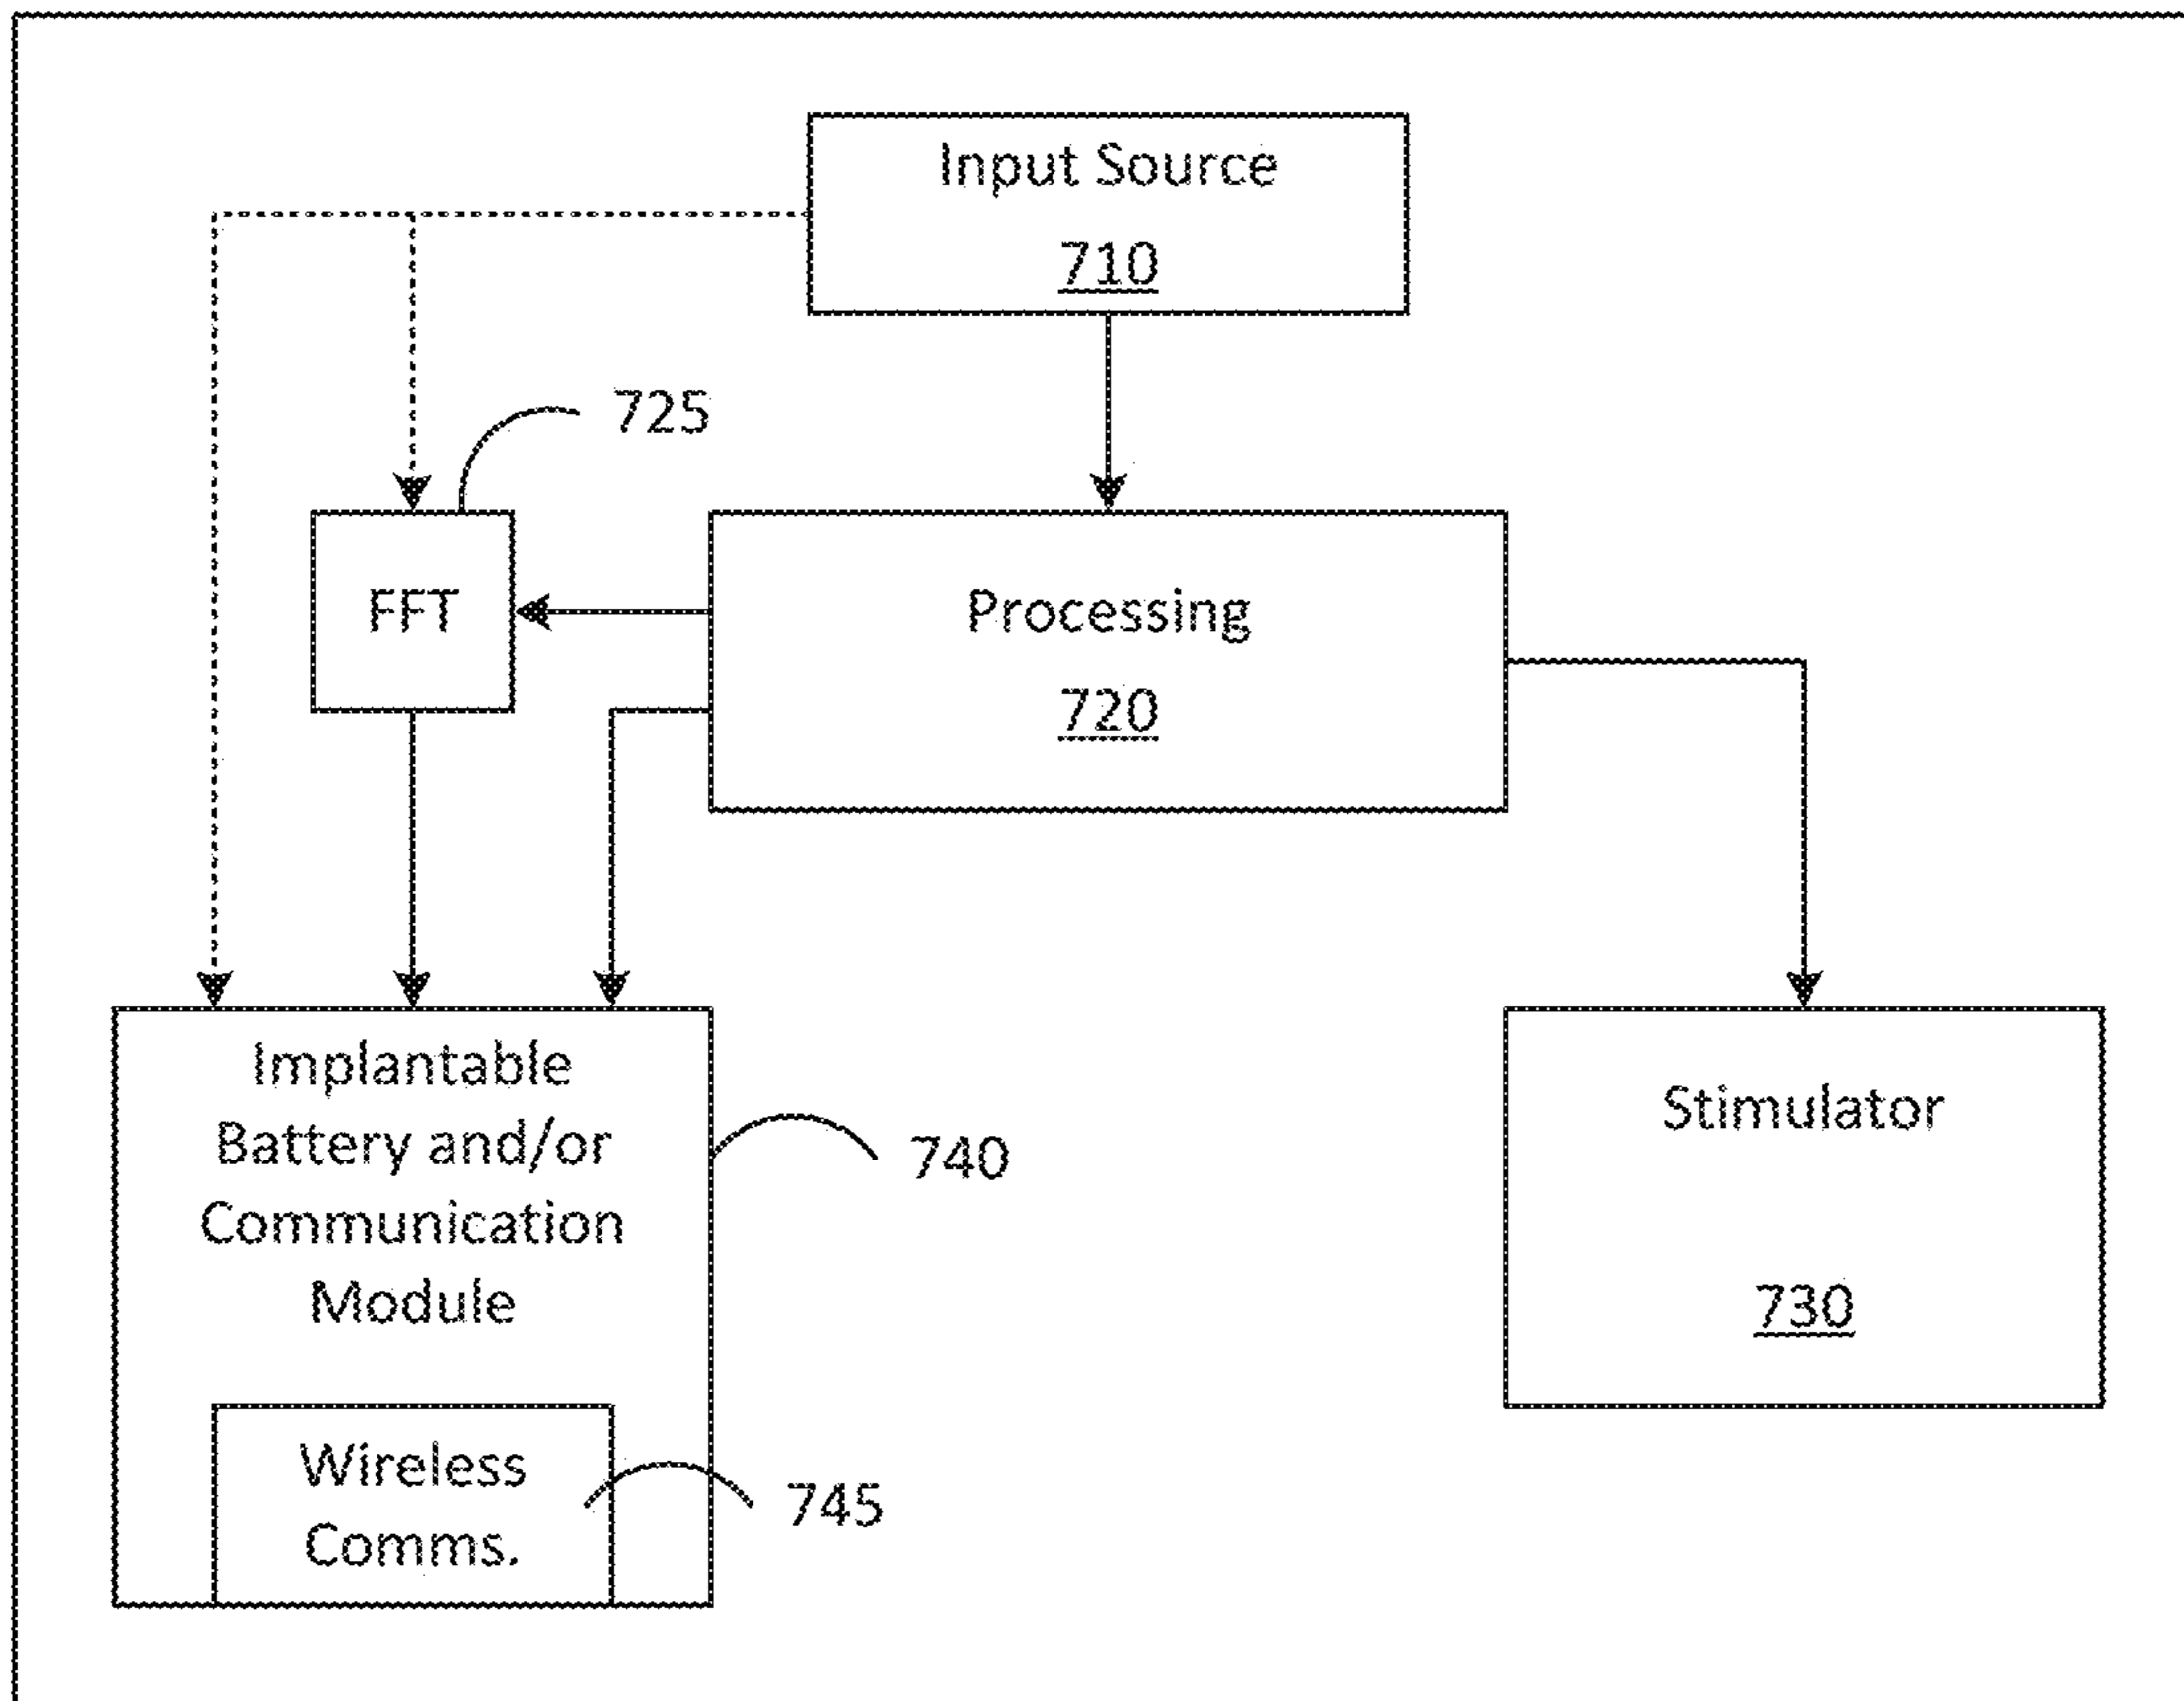 Input Source
710
725
FFT
Processing
720
Implantable
Battery and/or
Communication
Module
740
Stimulator
730
Wireless
Comms.
745